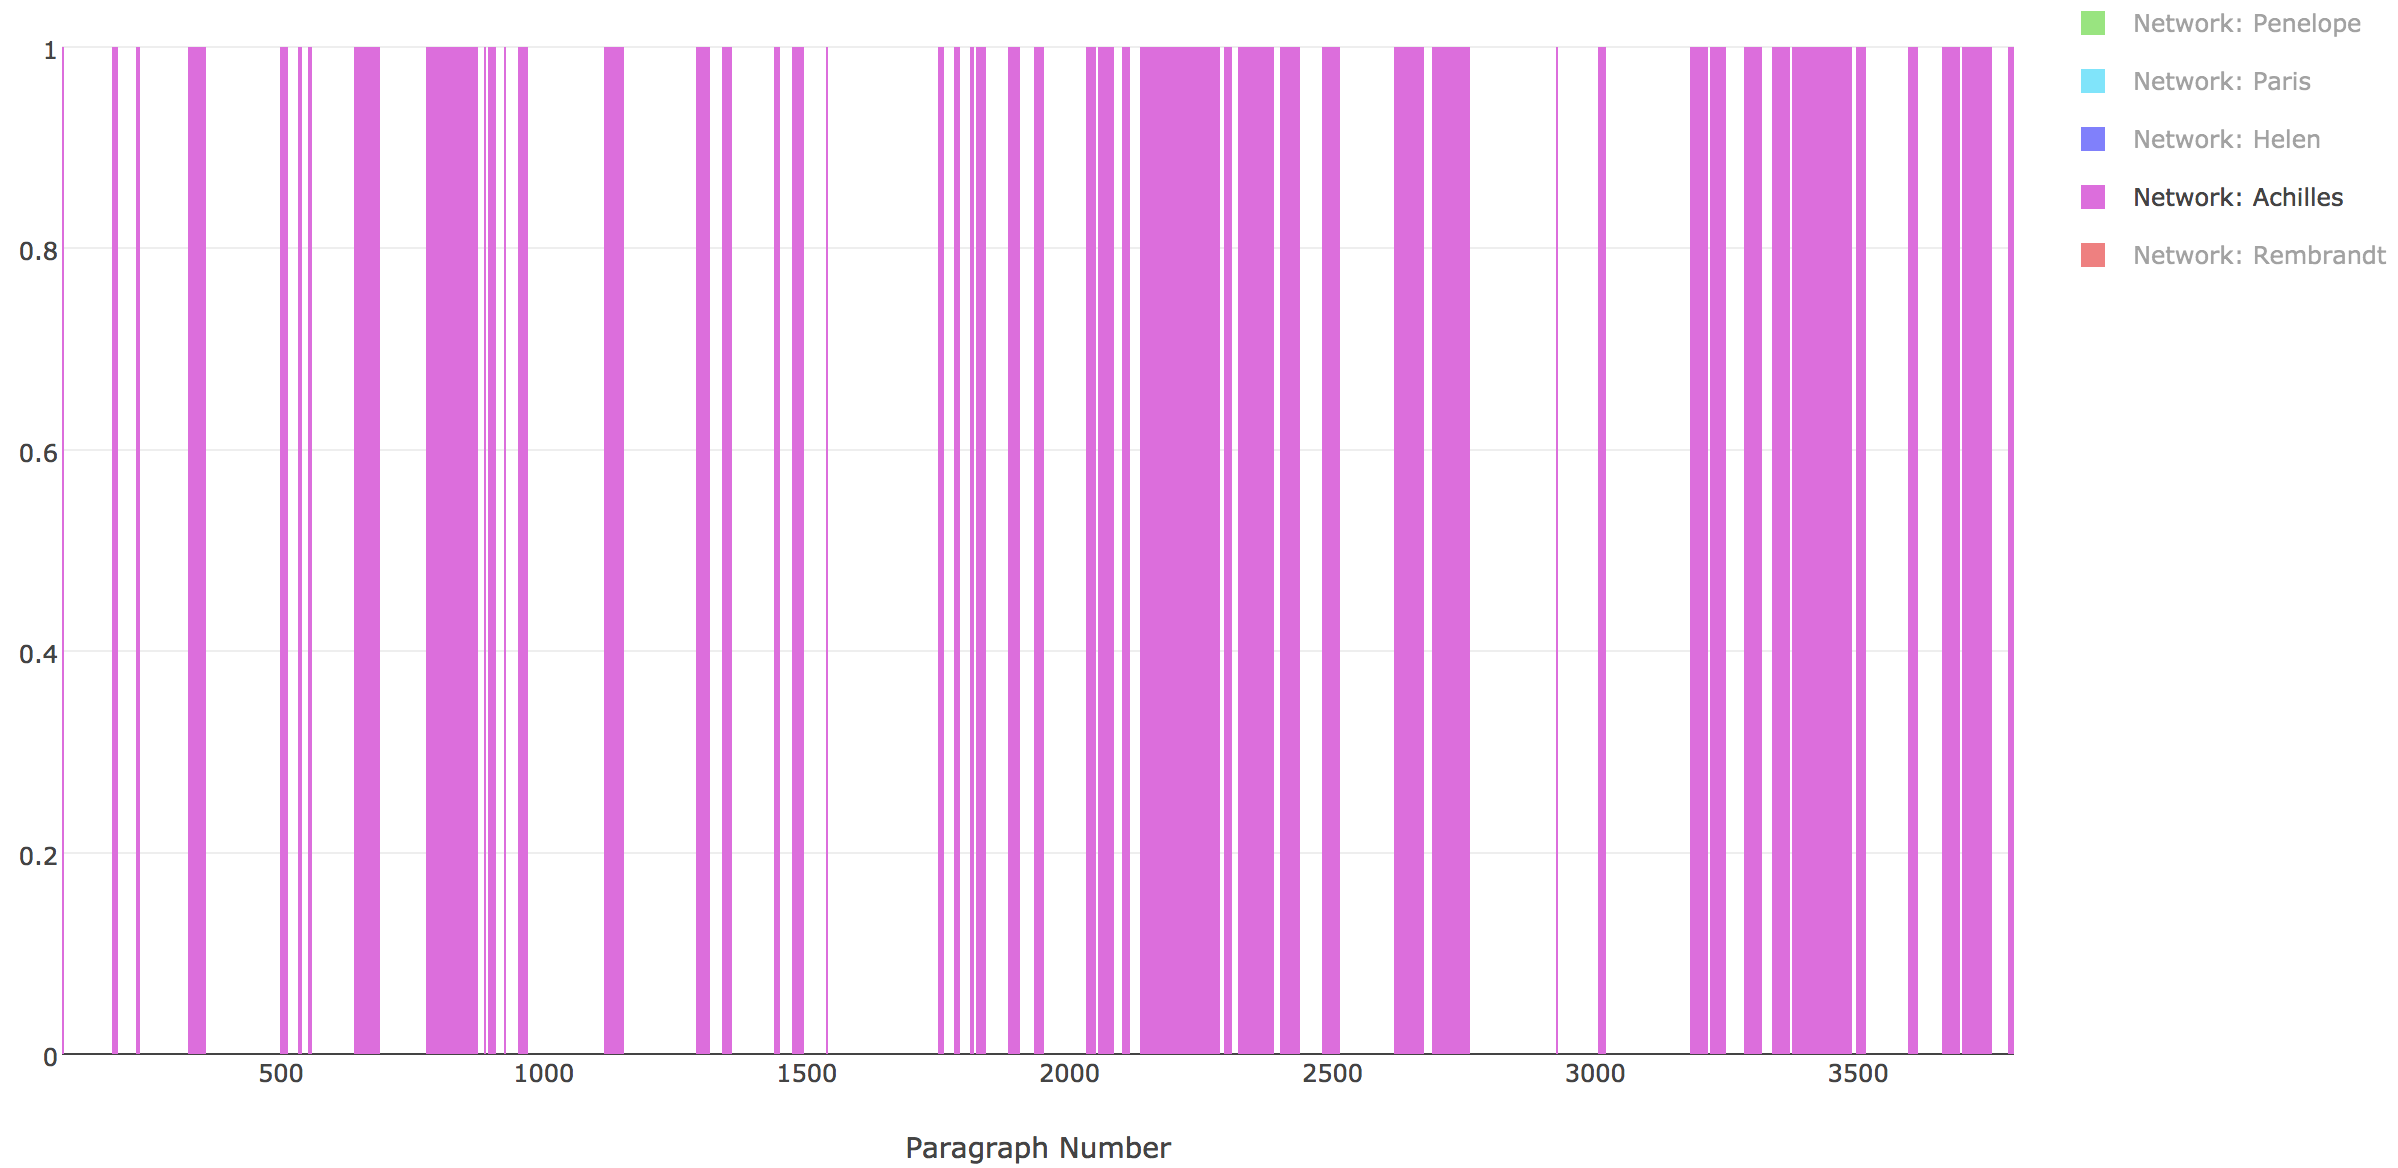 1
0.8
0.6
0.4
0.2
0
500 1000 1500 2000 2500 3000 3500
Paragraph Number
Network: Penelope
Network: Paris
Network: Helen
Network: Achilles
Network: Rembrandt